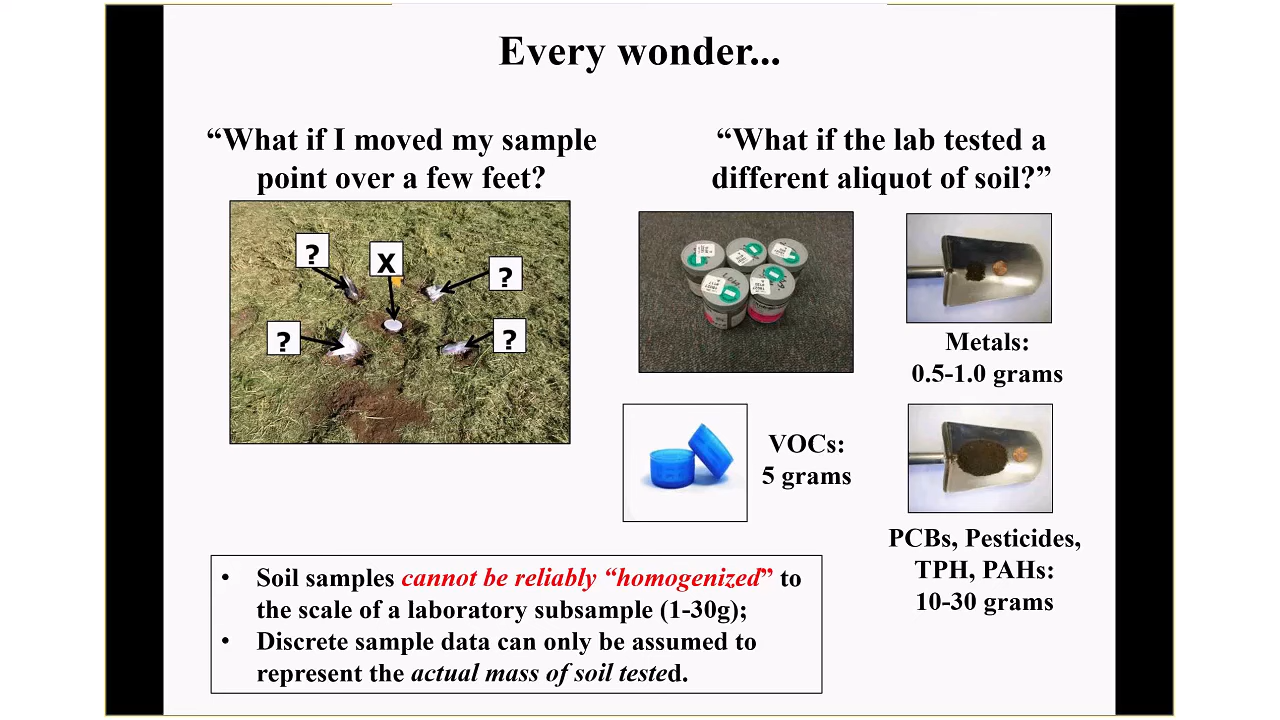 Every wonder...
“What if I moved my sample
point over a few feet?
?
X
?
?
?
“What if the lab tested a
different aliquot of soil?”
Metals:
0.5-1.0 grams
VOCs:
5 grams
PCBs, Pesticides,
TPH, PAHs:
10-30 grams
• Soil samples cannot be reliably “homogenized” to
the scale of a laboratory subsample (1-30g);
• Discrete sample data can only be assumed to
represent the actual mass of soil tested.